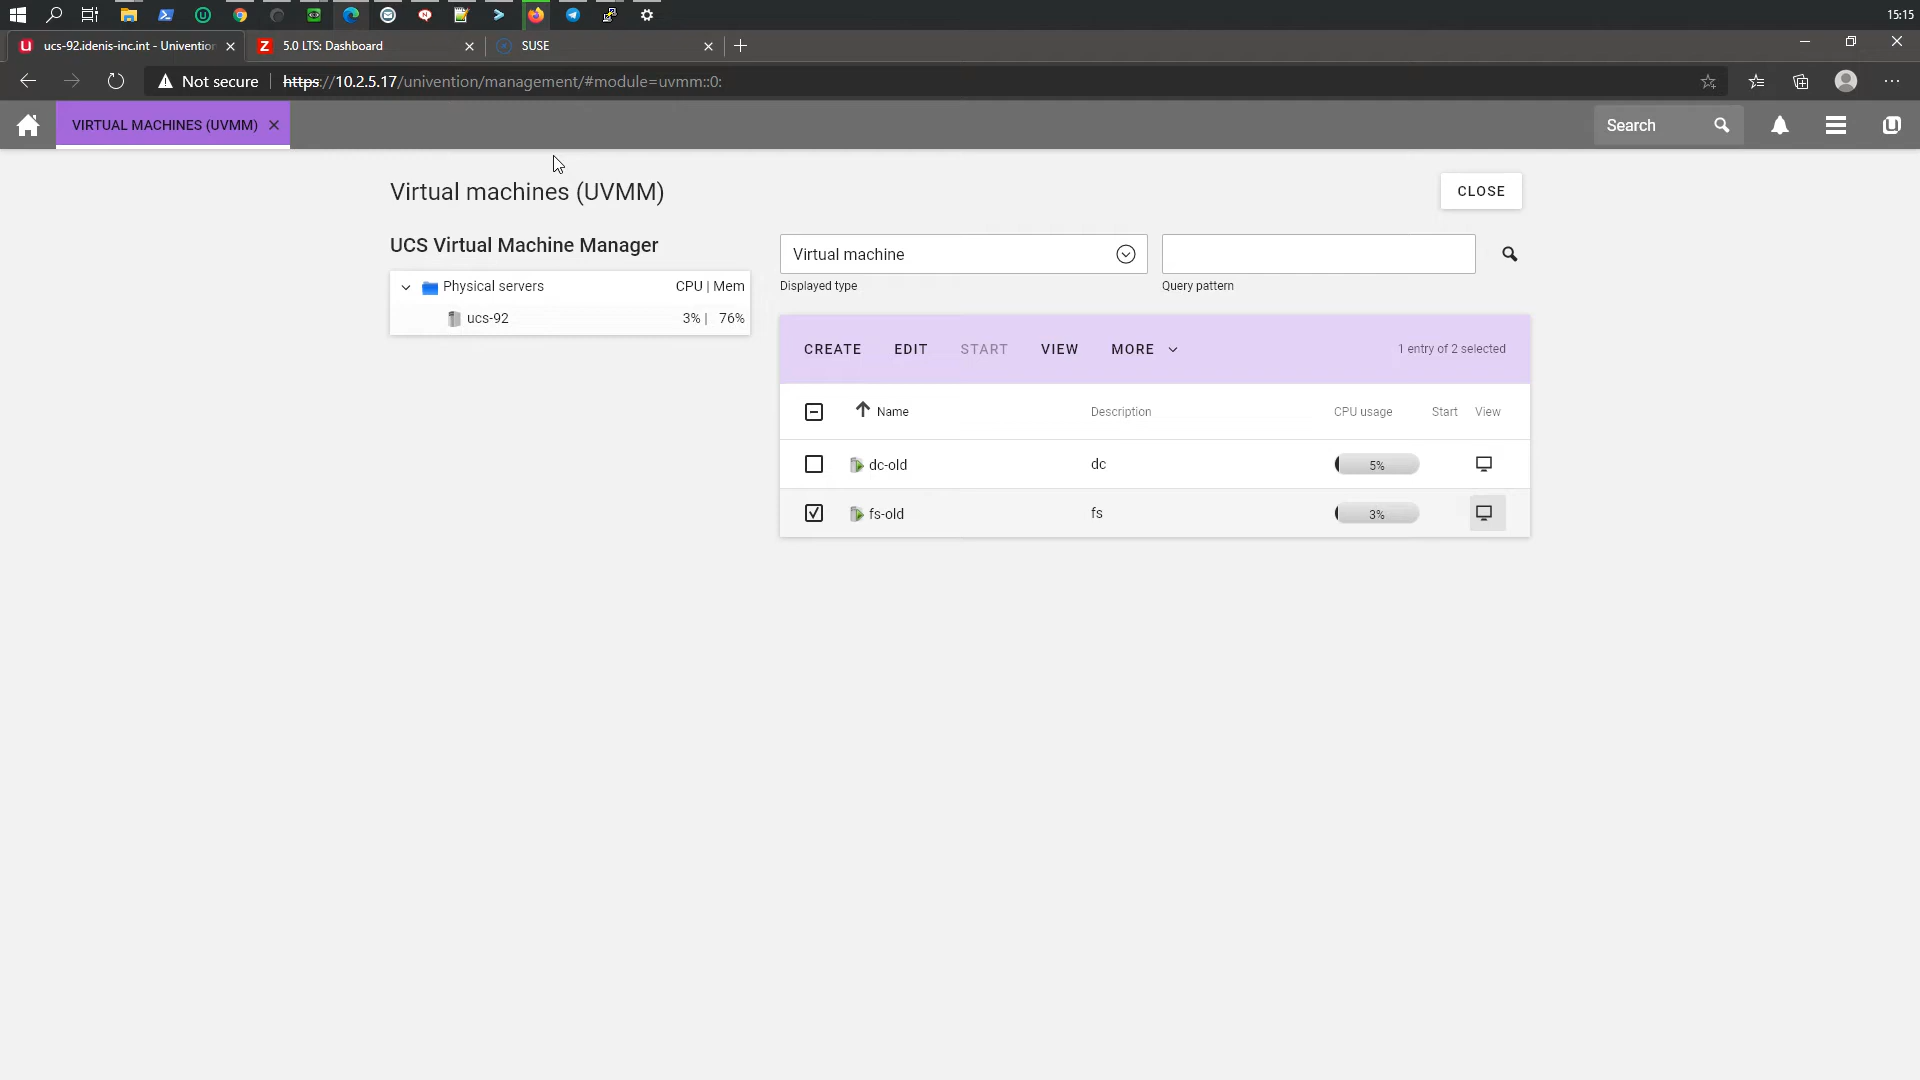 15:15
ucs-92.idenis-inc.int - Univention
5.0 LTS: Dashboard
SUSE
Not secure
https://10.2.5.17/univention/management/#module=uvmm::0:
VIRTUAL MACHINES (UVMM)
Search
Virtual machines (UVMM)
CLOSE
UCS Virtual Machine Manager
Physical servers CPU | Mem
ucs-92 3% | 76%
Virtual machine
Displayed type
Query pattern
CREATE EDIT START VIEW MORE 1 entry of 2 selected
Name Description CPU usage Start View
dc-old dc 5%
fs-old fs 3%